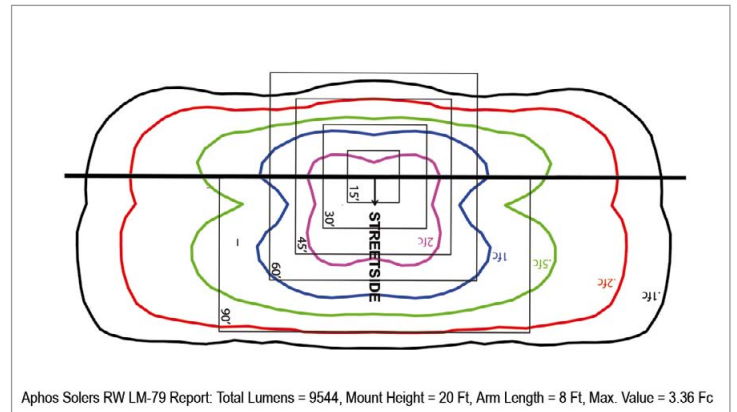 15'
30'
45'
60'
90'
STREETSIDE
2fc
1fc
.5fc
.2fc
.1fc
Aphos Solers RW LM-79 Report: Total Lumens = 9544, Mount Height = 20 Ft, Arm Length = 8 Ft, Max. Value = 3.36 Fc